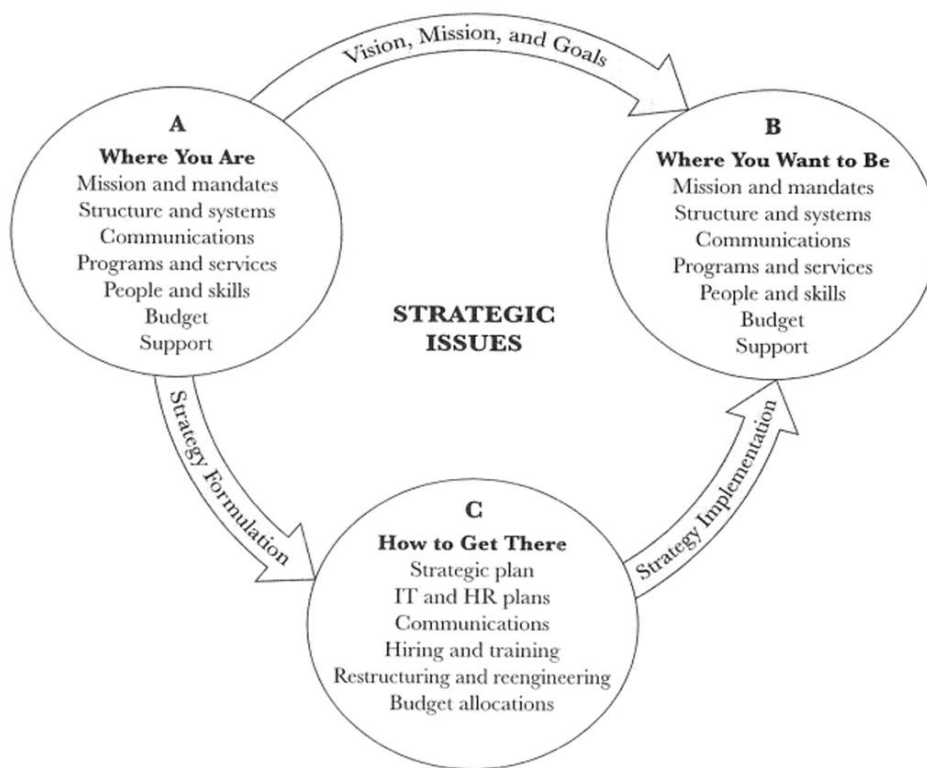 Vision, Mission, and Goals
A
Where You Are
Mission and mandates
Structure and systems
Communications
Programs and services
People and skills
Budget
Support
B
Where You Want to Be
Mission and mandates
Structure and systems
Communications
Programs and services
People and skills
Budget
Support
STRATEGIC
ISSUES
Strategy Formulation
Strategy Implementation
C
How to Get There
Strategic plan
IT and HR plans
Communications
Hiring and training
Restructuring and reengineering
Budget allocations